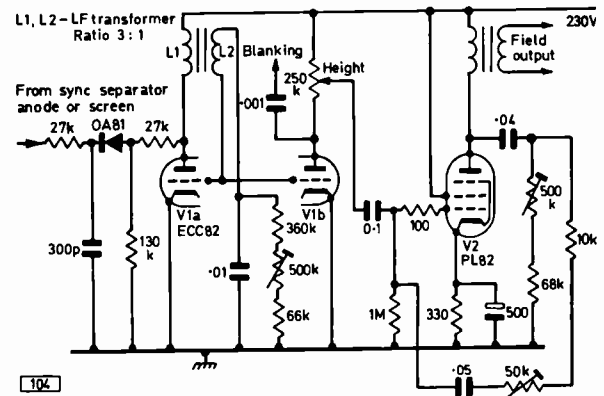 L1, L2 – LF transformer
Ratio 3 : 1
L1
L2
Blanking
230V
Field
output
From sync separator
anode or screen
·001
250
k
Height
27k
OA81
27k
·04
500
k
V1a
ECC82
V1b
360k
0·1
100
V2
PL82
10k
300p
130
k
·01
500k
66k
1M
330
500
68k
104
·05
50k